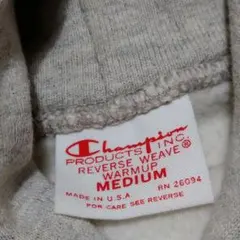 Champion
PRODUCTS INC.
REVERSE WEAVE®
WARMUP
MEDIUM
MADE IN U.S.A. RN 26094
FOR CARE SEE REVERSE